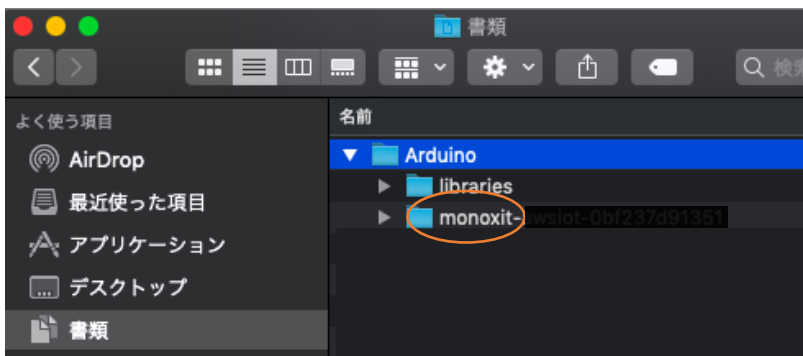 書類
検
よく使う項目
名前
AirDrop
Arduino
最近使った項目
libraries
アプリケーション
monoxit-awsiot-0bf237d91351
デスクトップ
書類